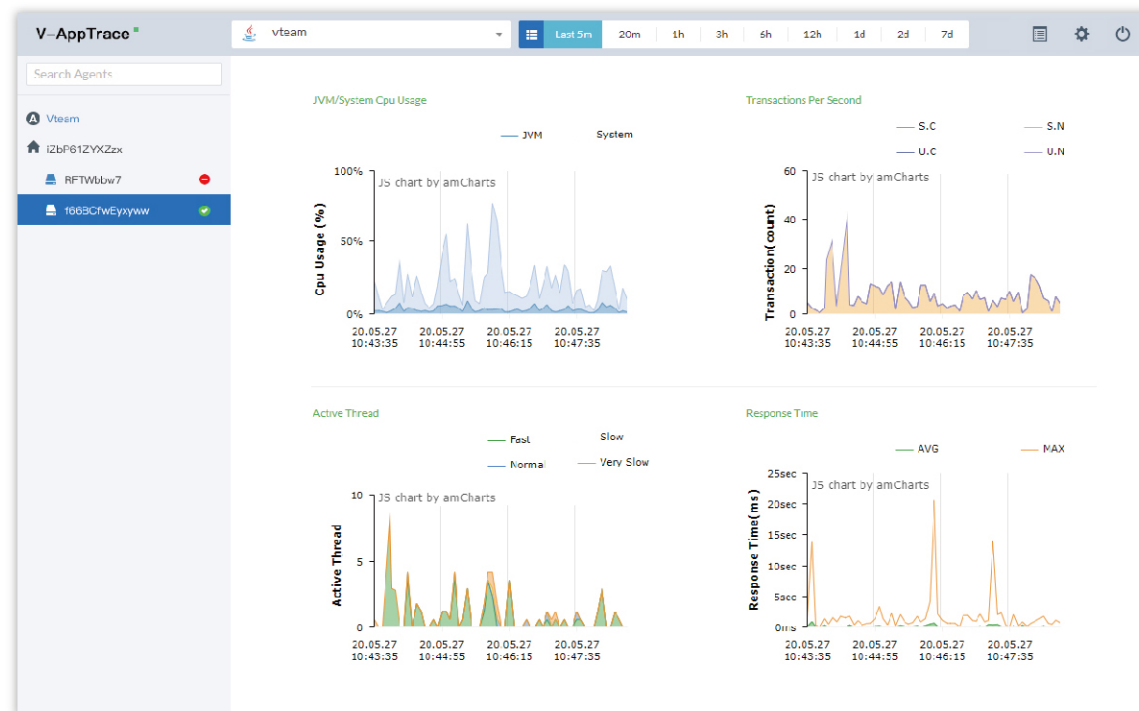 V-AppTrace
vteam
Last 5m 20m 1h 3h 6h 12h 1d 2d 7d
Search Agents
A Vteam
iZbP61ZYXZzx
RFTWbbw7
f66BCfwEyxyww
JVM/System Cpu Usage
JVM System
JS chart by amCharts
Cpu Usage (%)
100%
50%
0%
20.05.27 20.05.27 20.05.27 20.05.27
10:43:35 10:44:55 10:46:15 10:47:35
Transactions Per Second
S.C S.N
U.C U.N
JS chart by amCharts
Transaction(count)
60
40
20
0
20.05.27 20.05.27 20.05.27 20.05.27
10:43:35 10:44:55 10:46:15 10:47:35
Active Thread
Fast Slow
Normal Very Slow
JS chart by amCharts
Active Thread
10
5
0
20.05.27 20.05.27 20.05.27 20.05.27
10:43:35 10:44:55 10:46:15 10:47:35
Response Time
AVG MAX
JS chart by amCharts
Response Time(ms)
25sec
20sec
15sec
10sec
5sec
0ms
20.05.27 20.05.27 20.05.27 20.05.27
10:43:35 10:44:55 10:46:15 10:47:35